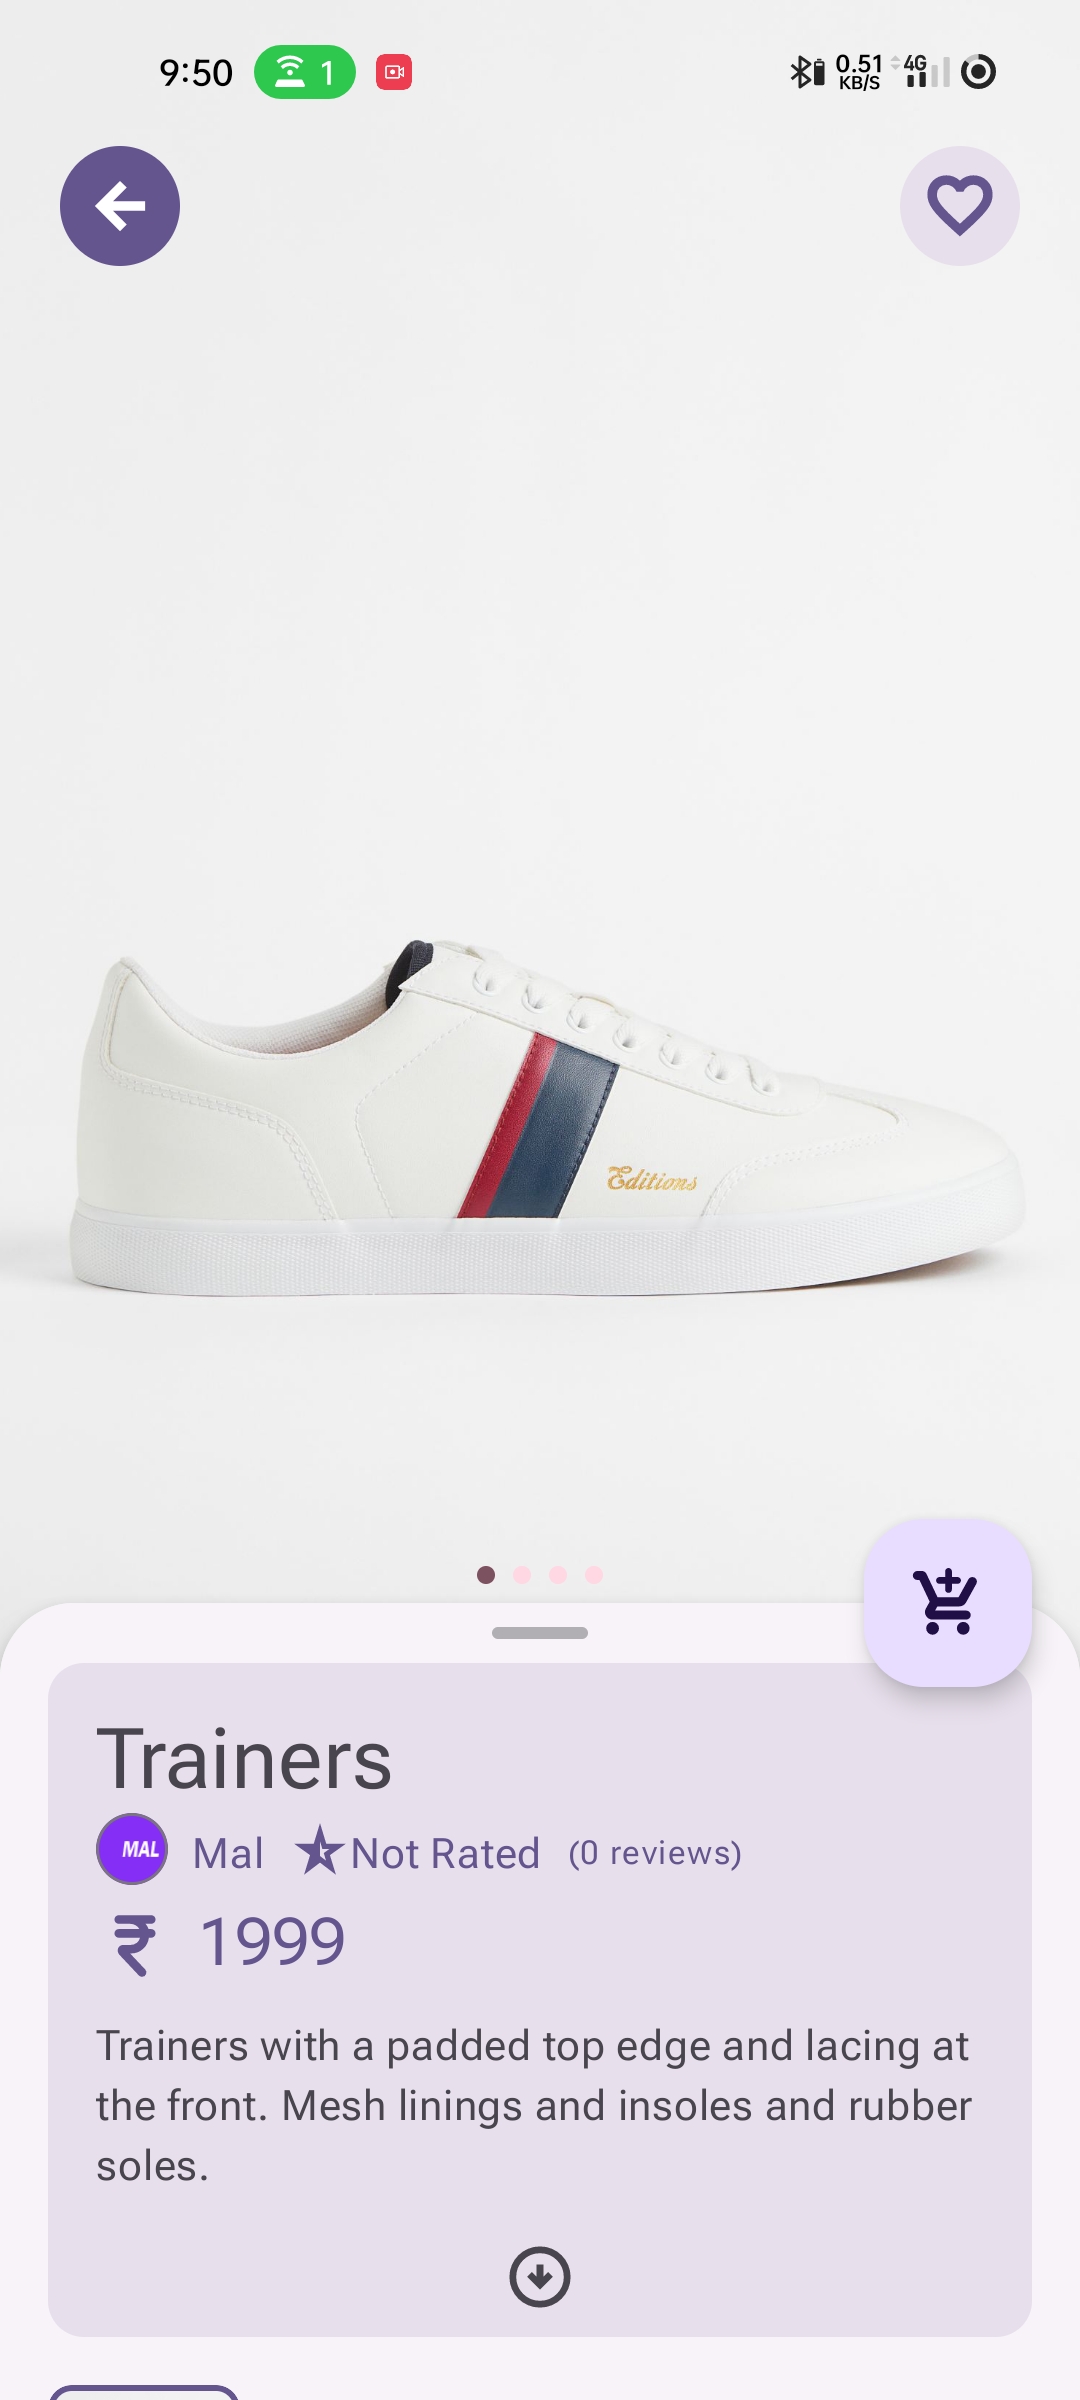 9:50 1 0.51 KB/S 4G
Editions
Trainers
MAL Mal Not Rated (0 reviews)
₹ 1999
Trainers with a padded top edge and lacing at
the front. Mesh linings and insoles and rubber
soles.